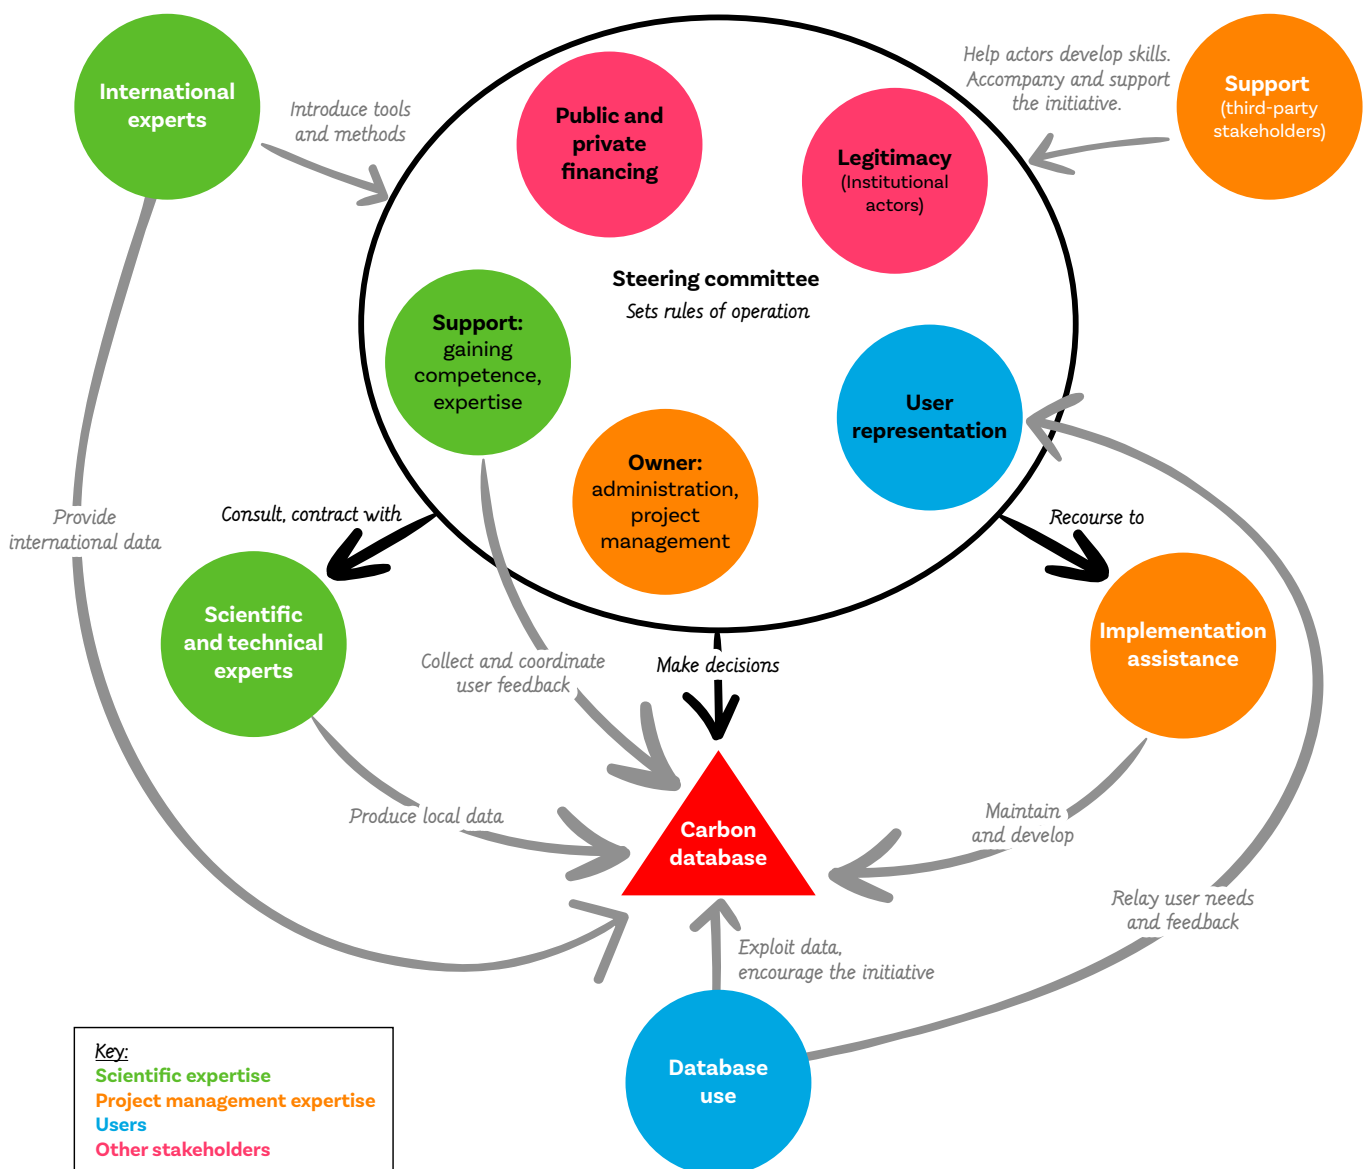 International
experts
Introduce tools
and methods
Public and
private
financing
Legitimacy
(Institutional
actors)
Help actors develop skills.
Accompany and support
the initiative.
Support
(third-party
stakeholders)
Steering committee
Sets rules of operation
Support:
gaining
competence,
expertise
User
representation
Owner:
administration,
project
management
Provide
international data
Consult, contract with
Recourse to
Scientific
and technical
experts
Collect and coordinate
user feedback
Make decisions
Implementation
assistance
Produce local data
Carbon
database
Maintain
and develop
Relay user needs
and feedback
Exploit data,
encourage the initiative
Database
use
Key:
Scientific expertise
Project management expertise
Users
Other stakeholders